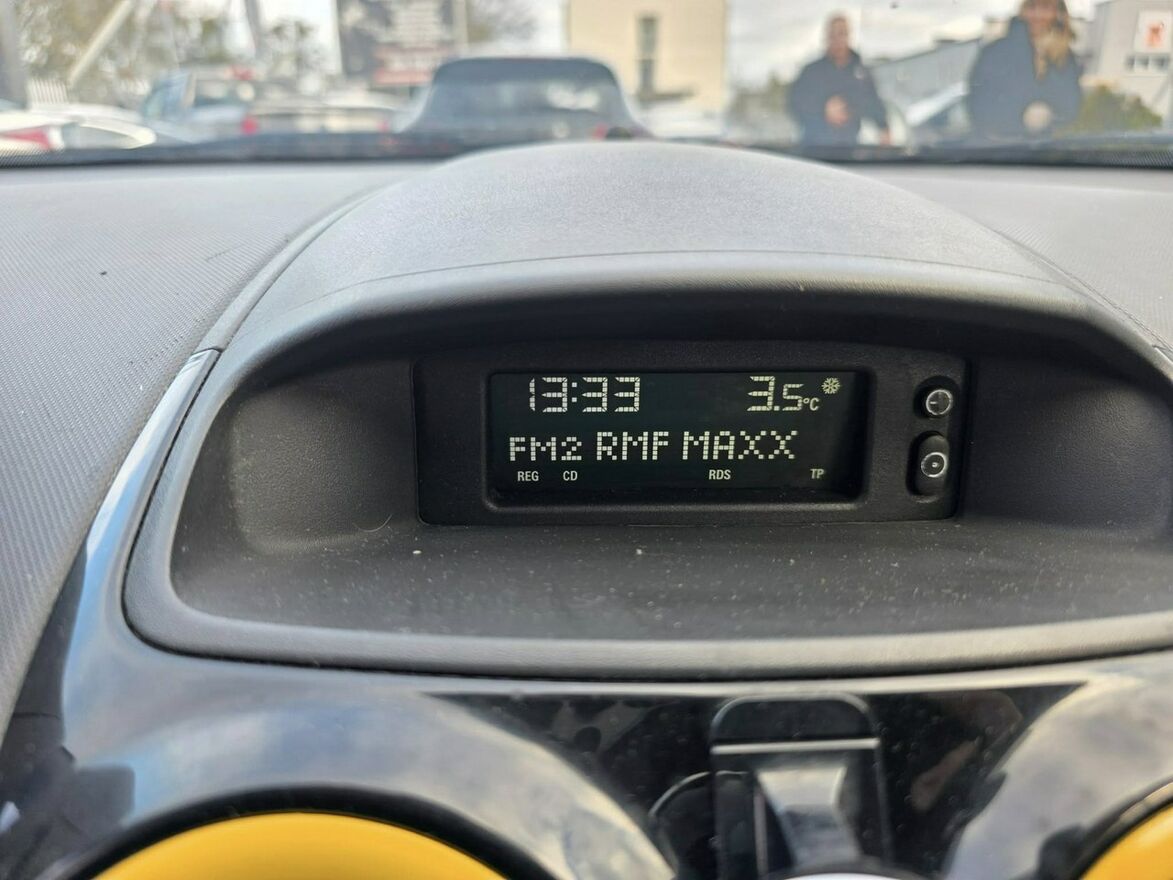 13:33 3.5°C
FM2 RMF MAXX
REG CD RDS TP